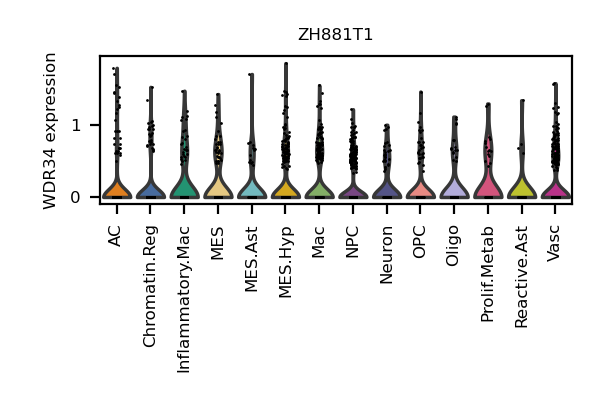 ZH881T1
WDR34 expression
1
0
AC
Chromatin.Reg
Inflammatory.Mac
MES
MES.Ast
MES.Hyp
Mac
NPC
Neuron
OPC
Oligo
Prolif.Metab
Reactive.Ast
Vasc